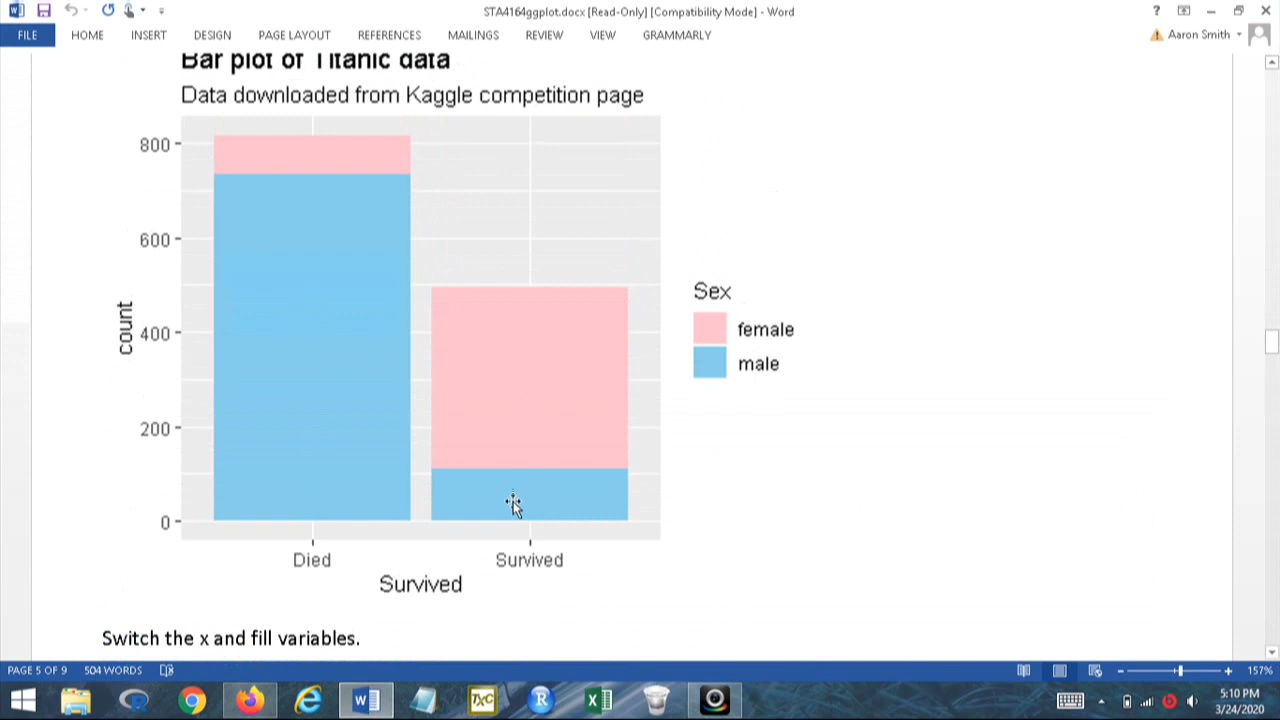 STA4164ggplot.docx [Read-Only] [Compatibility Mode] - Word
?
FILE HOME INSERT DESIGN PAGE LAYOUT REFERENCES MAILINGS REVIEW VIEW GRAMMARLY Aaron Smith
Bar plot of Titanic data
Data downloaded from Kaggle competition page
800
600
400
200
0
count
Died Survived
Survived
Sex
female
male
Switch the x and fill variables.
PAGE 5 OF 9 504 WORDS 157%
TXC R
5:10 PM
3/24/2020